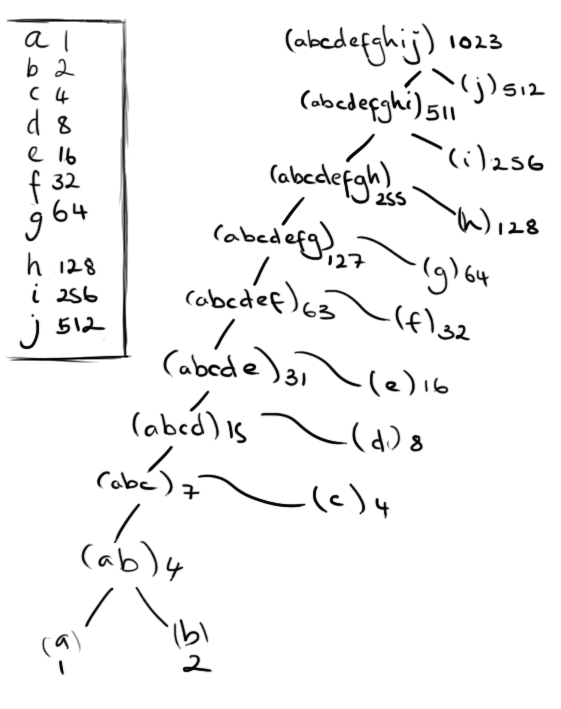 a 1
b 2
c 4
d 8
e 16
f 32
g 64
h 128
i 256
j 512
(abcdefghij) 1023
(j) 512
(abcdefghi) 511
(i) 256
(abcdefgh) 255
(h) 128
(abcdefg) 127
(g) 64
(abcdef) 63
(f) 32
(abcde) 31
(e) 16
(abcd) 15
(d) 8
(abc) 7
(c) 4
(ab) 4
(a) (b)
1 2